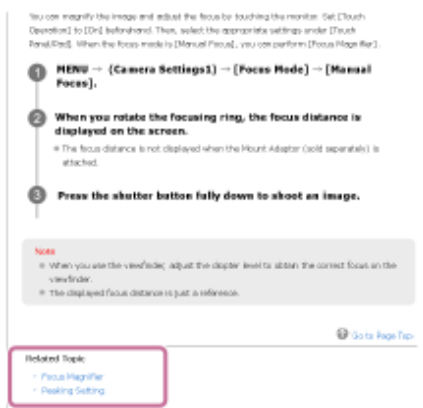 You can magnify the image and adjust the focus by touching the monitor. Set [Touch
Operation] to [On] beforehand. Then, select the appropriate settings under [Touch
Panel/Pad]. When the focus mode is [Manual Focus], you can perform [Focus Magnifier].
1 MENU → (Camera Settings1) → [Focus Mode] → [Manual
Focus].
2 When you rotate the focusing ring, the focus distance is
displayed on the screen.
The focus distance is not displayed when the Mount Adaptor (sold separately) is
attached.
3 Press the shutter button fully down to shoot an image.
Note
When you use the viewfinder, adjust the diopter level to obtain the correct focus on the
viewfinder.
The displayed focus distance is just a reference.
Go to Page Top
Related Topic
Focus Magnifier
Peaking Setting